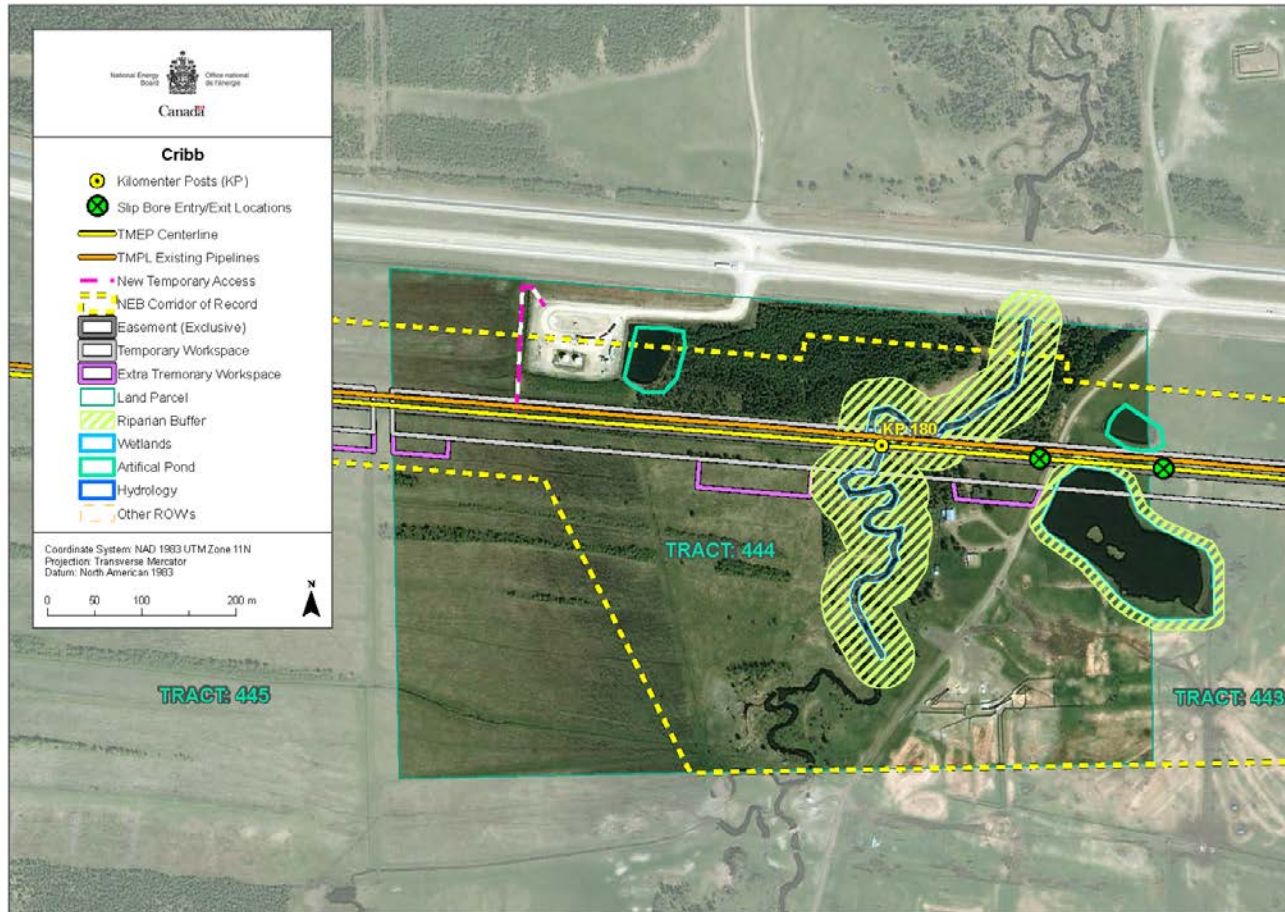 National Energy
Board
Office national
de l'énergie
Canada
Cribb
Kilomenter Posts (KP)
Slip Bore Entry/Exit Locations
TMEP Centerline
TMPL Existing Pipelines
New Temporary Access
NEB Corridor of Record
Easement (Exclusive)
Temporary Workspace
Extra Tremorary Workspace
Land Parcel
Riparian Buffer
Wetlands
Artifical Pond
Hydrology
Other ROW's
Coordinate System: NAD 1983 UTM Zone 11N
Projection: Transverse Mercator
Datum: North American 1983
0 50 100 200 m
N
KP 180
TRACT: 444
TRACT: 445
TRACT: 443